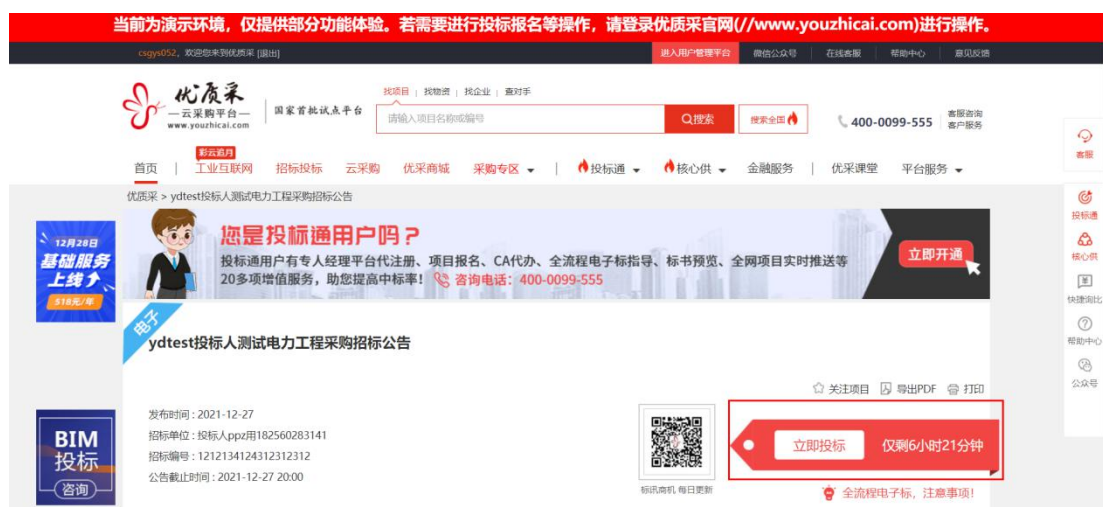 当前为演示环境，仅提供部分功能体验。若需要进行投标报名等操作，请登录优质采官网(//www.youzhicai.com)进行操作。
csgys052，欢迎您来到优质采 [退出]
进入用户管理平台 微信公众号 在线客服 帮助中心 意见反馈
找项目 | 找物资 | 找企业 | 查对手
优质采
云采购平台
www.youzhicai.com
国家首批试点平台
请输入项目名称或编号
搜索
搜索全国
400-0099-555
客服咨询
客户服务
彩云追月
首页 | 工业互联网 招标投标 云采购 优采商城 采购专区 | 投标通 核心供 金融服务 | 优采课堂 平台服务
客服
优质采 > ydtest投标人测试电力工程采购招标公告
12月28日
基础服务
上线
518元/年
您是投标通用户吗？
投标通用户有专人经理平台代注册、项目报名、CA代办、全流程电子标指导、标书预览、全网项目实时推送等
20多项增值服务，助您提高中标率！ 咨询电话：400-0099-555
立即开通
投标通
核心供
快捷询比
帮助中心
公众号
电子
ydtest投标人测试电力工程采购招标公告
关注项目 导出PDF 打印
发布时间 : 2021-12-27
招标单位 : 投标人ppz用182560283141
招标编号 : 1212134124312312312
公告截止时间 : 2021-12-27 20:00
标讯商机 每日更新
立即投标 仅剩6小时21分钟
全流程电子标，注意事项！
BIM
投标
咨询